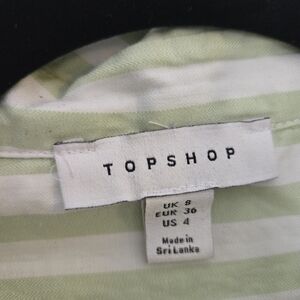 TOPSHOP
UK 8
EUR 36
US 4
Made in
Sri Lanka